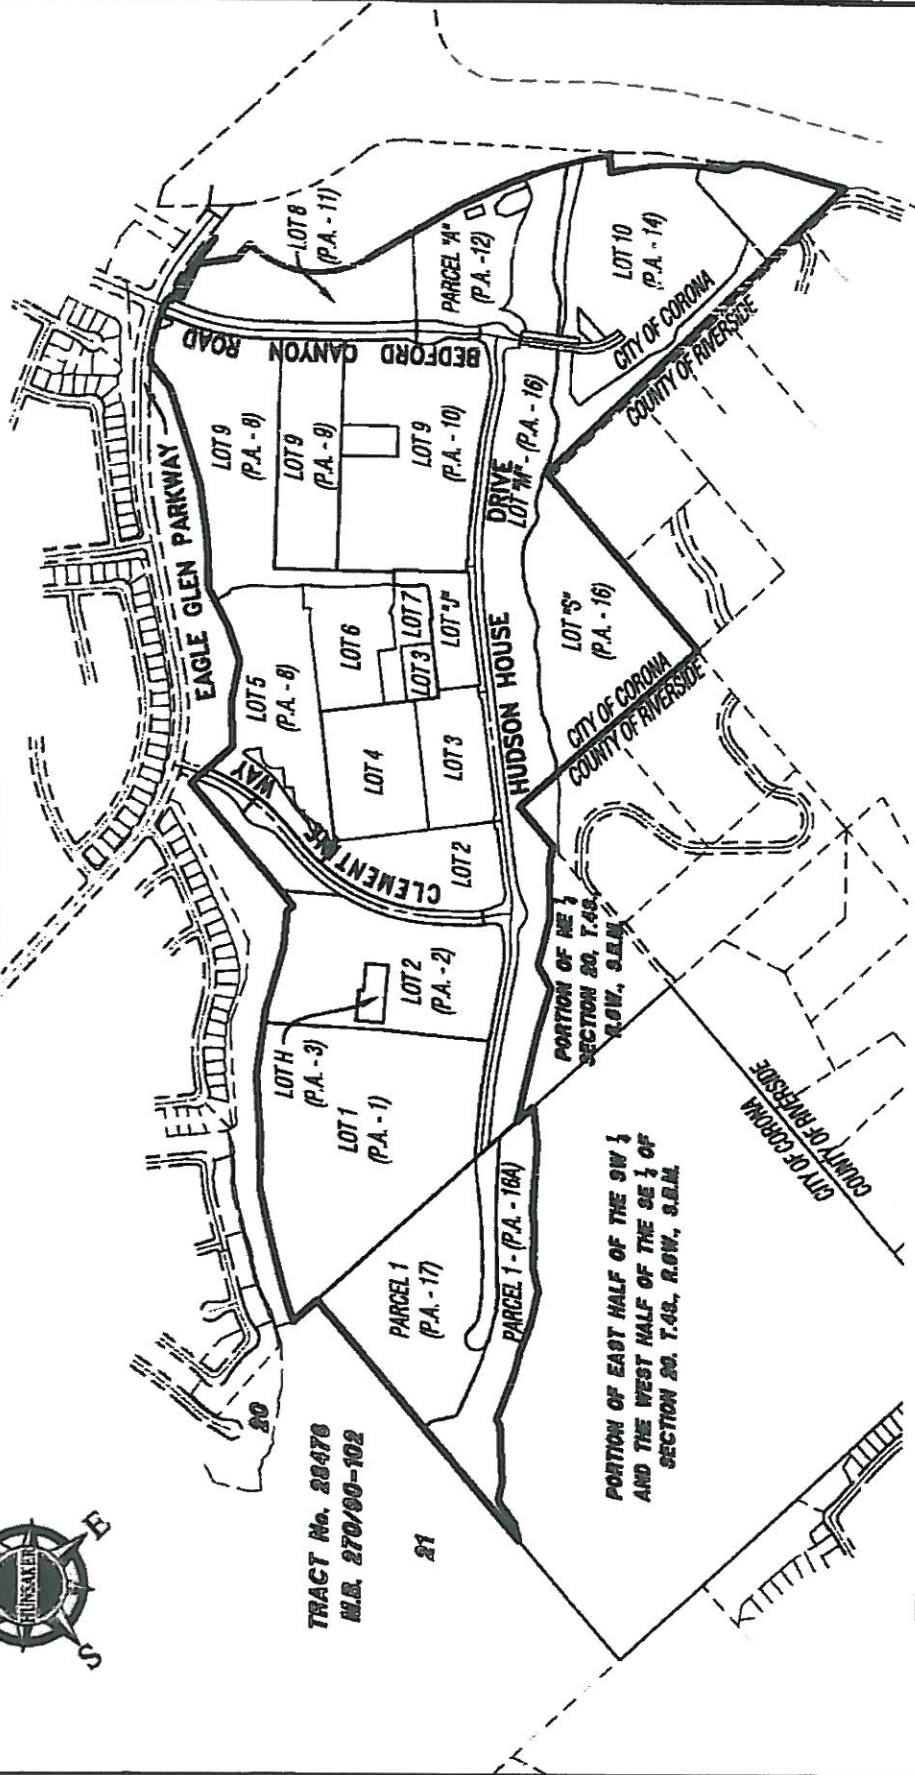 HUNSAKER
E
S
TRACT No. 28476
M.B. 270/90-102
20
21
EAGLE GLEN PARKWAY
BEDFORD CANYON ROAD
CLEMENTINE WAY
HUDSON HOUSE DRIVE
LOT 8
(P.A. - 11)
PARCEL "A"
(P.A. -12)
LOT 10
(P.A. - 14)
CITY OF CORONA
COUNTY OF RIVERSIDE
LOT 9
(P.A. - 8)
LOT 9
(P.A. - 9)
LOT 9
(P.A. - 10)
LOT "M" - (P.A. - 16)
LOT 5
(P.A. - 8)
LOT 6
LOT 7
LOT 3
LOT "J"
LOT 4
LOT 3
LOT 2
LOT "S"
(P.A. - 16)
CITY OF CORONA
COUNTY OF RIVERSIDE
LOT H
(P.A. - 3)
LOT 2
(P.A. - 2)
LOT 1
(P.A. - 1)
PARCEL 1
(P.A. - 17)
PARCEL 1 - (P.A. - 16A)
PORTION OF NE
SECTION 20, T.4S.,
R.6W., S.B.M.
CITY OF CORONA
COUNTY OF RIVERSIDE
PORTION OF EAST HALF OF THE SW
AND THE WEST HALF OF THE SE OF
SECTION 20, T.4S., R.6W., S.B.M.